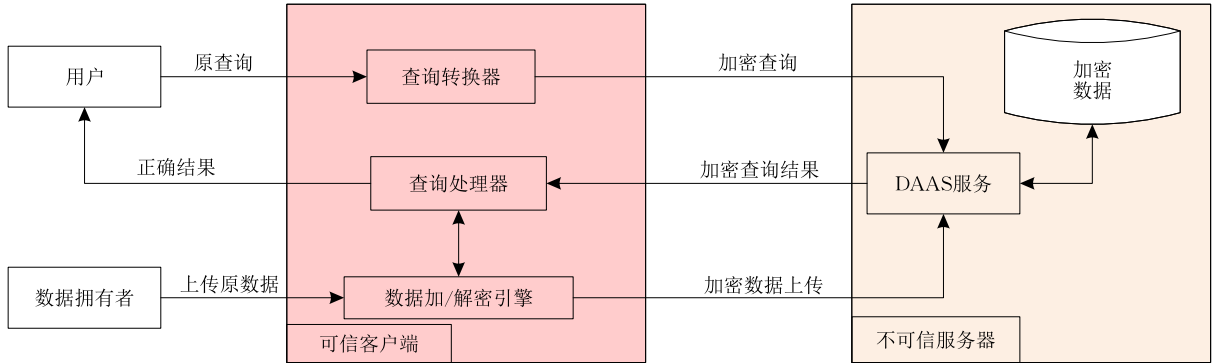 用户
原查询
查询转换器
加密查询
加密
数据
正确结果
查询处理器
加密查询结果
DAAS服务
数据拥有者
上传原数据
数据加/解密引擎
加密数据上传
可信客户端
不可信服务器